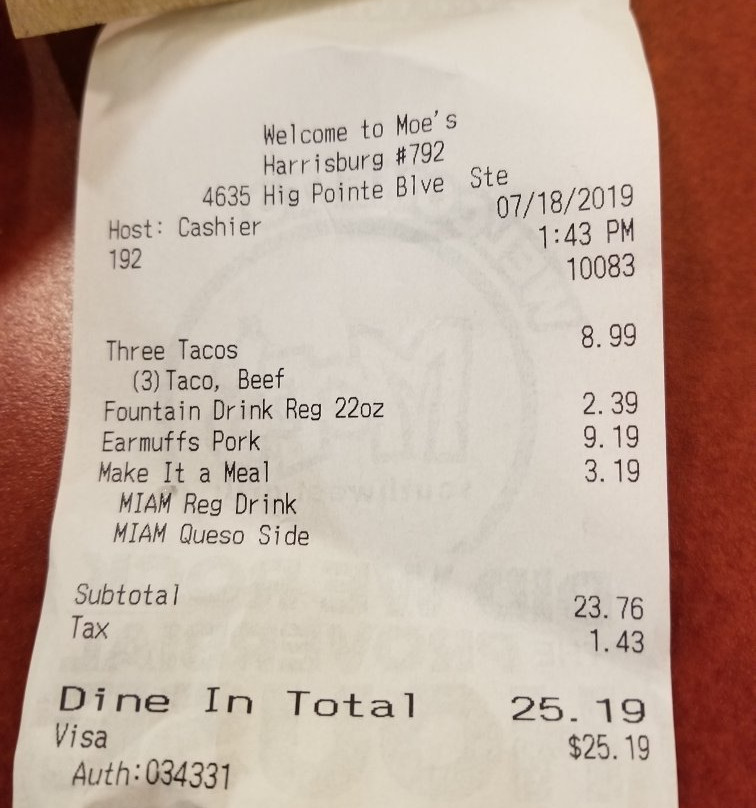 Welcome to Moe's
Harrisburg #792
4635 Hig Pointe Blve Ste
07/18/2019
Host: Cashier 1:43 PM
192 10083
Three Tacos 8.99
(3)Taco, Beef
Fountain Drink Reg 22oz 2.39
Earmuffs Pork 9.19
Make It a Meal 3.19
MIAM Reg Drink
MIAM Queso Side
Subtotal 23.76
Tax 1.43
Dine In Total 25.19
Visa $25.19
Auth:034331